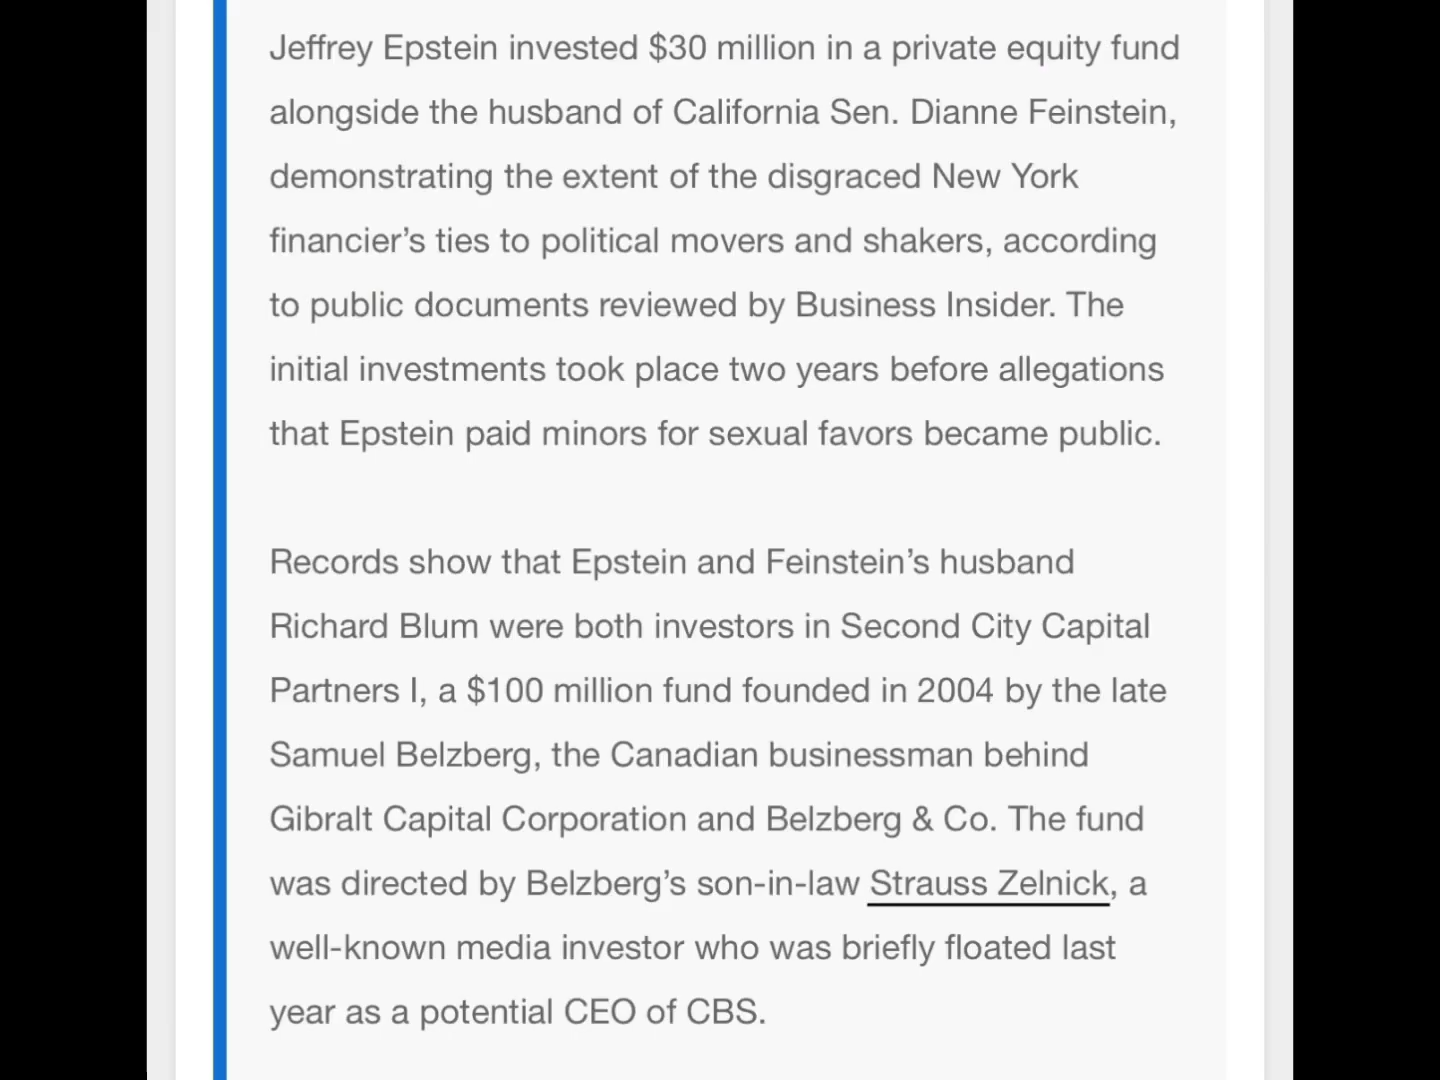 Jeffrey Epstein invested $30 million in a private equity fund
alongside the husband of California Sen. Dianne Feinstein,
demonstrating the extent of the disgraced New York
financier’s ties to political movers and shakers, according
to public documents reviewed by Business Insider. The
initial investments took place two years before allegations
that Epstein paid minors for sexual favors became public.
Records show that Epstein and Feinstein’s husband
Richard Blum were both investors in Second City Capital
Partners I, a $100 million fund founded in 2004 by the late
Samuel Belzberg, the Canadian businessman behind
Gibralt Capital Corporation and Belzberg & Co. The fund
was directed by Belzberg’s son-in-law Strauss Zelnick, a
well-known media investor who was briefly floated last
year as a potential CEO of CBS.